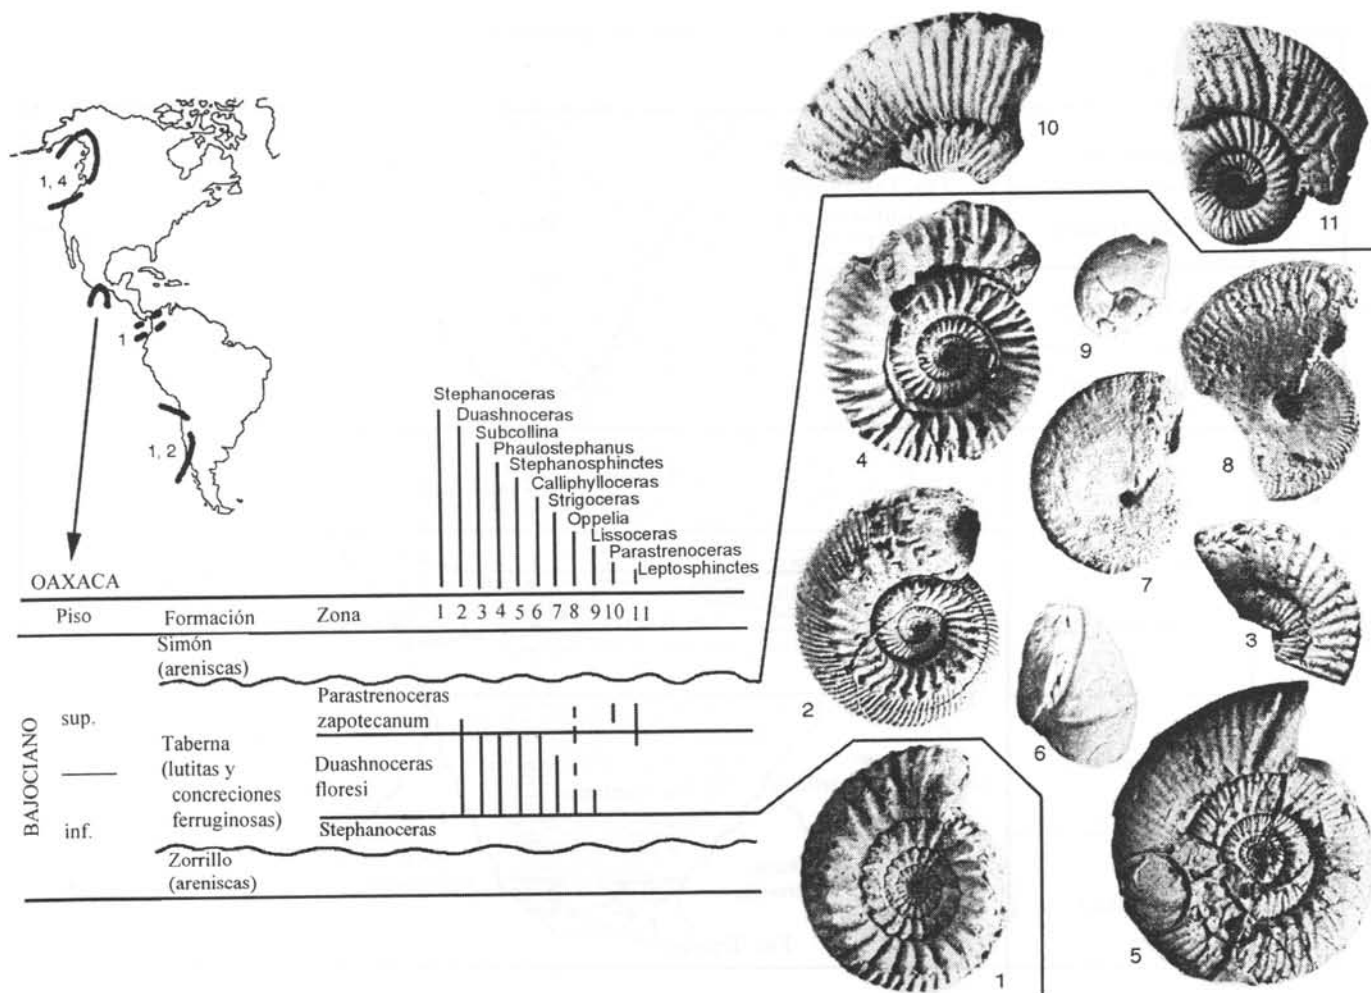 1, 4
1
1, 2
OAXACA
Stephanoceras
Duashnoceras
Subcollina
Phaulostephanus
Stephanosphinctes
Calliphylloceras
Strigoceras
Oppelia
Lissoceras
Parastrenoceras
Leptosphinctes
Piso Formación Zona 1 2 3 4 5 6 7 8 9 10 11
Simón
(areniscas)
BAJOCIANO
sup.
inf.
Taberna
(lutitas y
concreciones
ferruginosas)
Parastrenoceras
zapotecanum
Duashnoceras
floresi
Stephanoceras
Zorrillo
(areniscas)
10
11
4
9
8
7
3
2
6
1
5